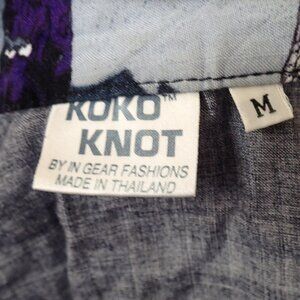 KOKO™
KNOT
BY IN GEAR FASHIONS
MADE IN THAILAND
M